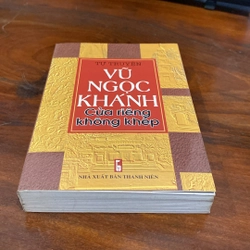 TỰ TRUYỆN
VŨ
NGỌC
KHÁNH
Cửa riêng
không khép
NHÀ XUẤT BẢN THANH NIÊN